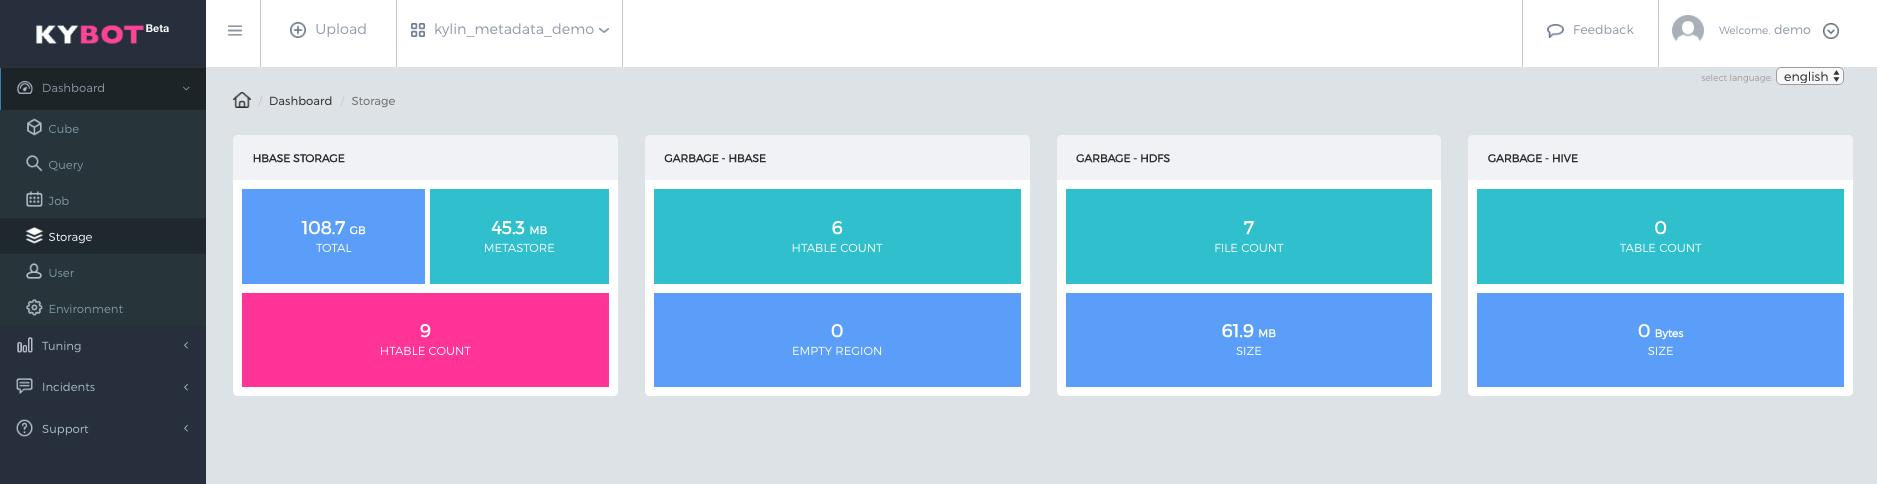 KYBOT Beta
Upload
kylin_metadata_demo
Feedback
Welcome, demo
select language: english
Dashboard
Cube
Query
Job
Storage
User
Environment
Tuning
Incidents
Support
/ Dashboard / Storage
HBASE STORAGE
108.7 GB
TOTAL
45.3 MB
METASTORE
9
HTABLE COUNT
GARBAGE - HBASE
6
HTABLE COUNT
0
EMPTY REGION
GARBAGE - HDFS
7
FILE COUNT
61.9 MB
SIZE
GARBAGE - HIVE
0
TABLE COUNT
0 Bytes
SIZE